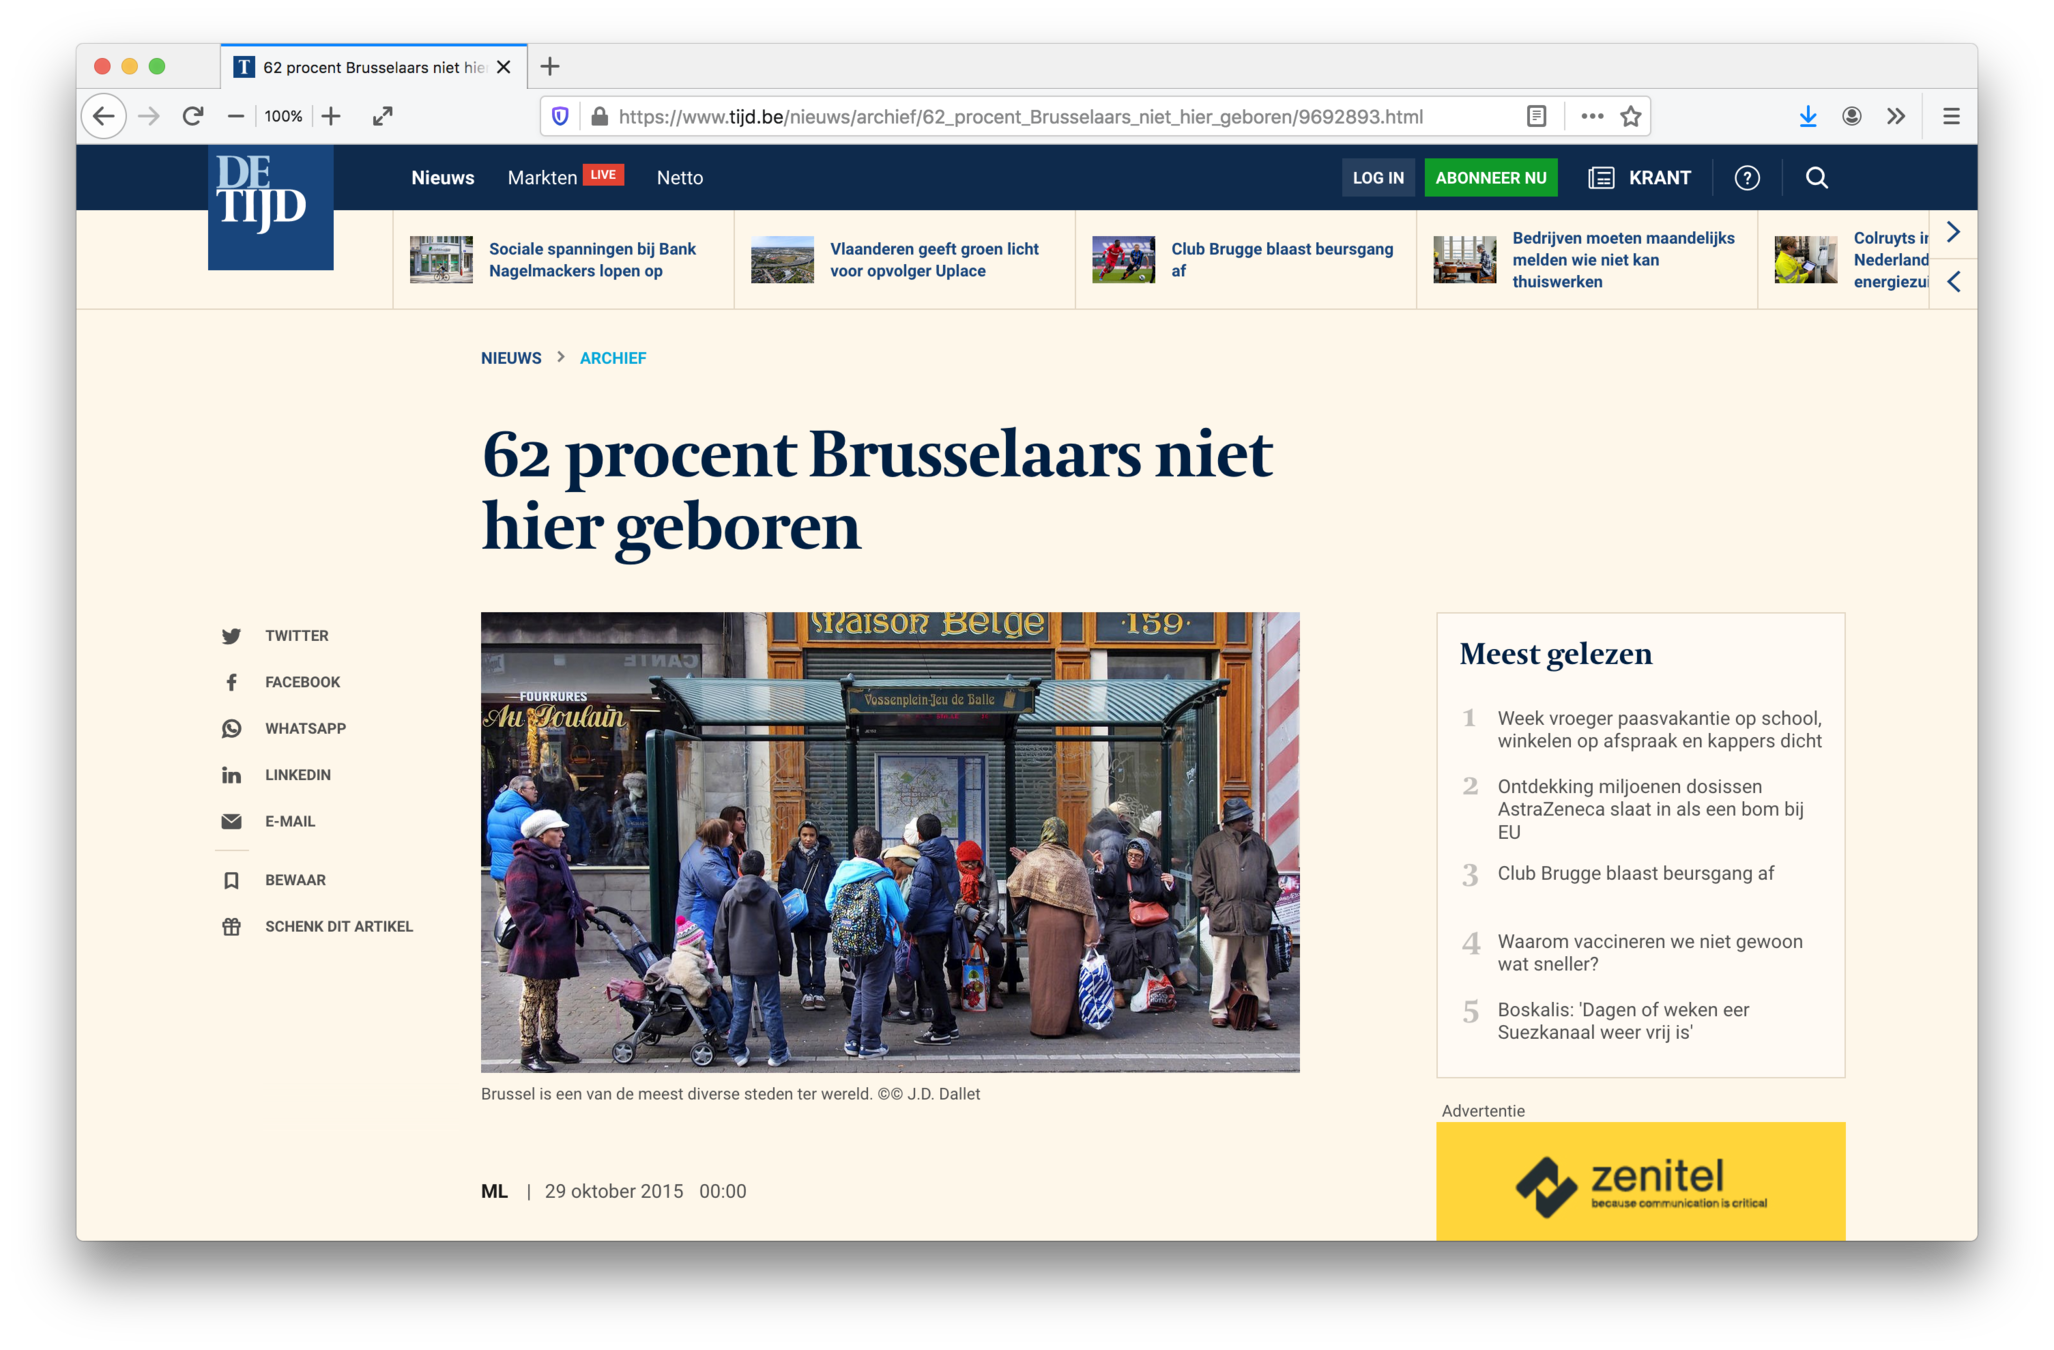 62 procent Brusselaars niet hie
100%
https://www.tijd.be/nieuws/archief/62_procent_Brusselaars_niet_hier_geboren/9692893.html
DE
TIJD
Nieuws
Markten LIVE
Netto
LOG IN
ABONNEER NU
KRANT
Sociale spanningen bij Bank
Nagelmackers lopen op
Vlaanderen geeft groen licht
voor opvolger Uplace
Club Brugge blaast beursgang
af
Bedrijven moeten maandelijks
melden wie niet kan
thuiswerken
Colruyts in
Nederland
energiezui
NIEUWS > ARCHIEF
62 procent Brusselaars niet
hier geboren
TWITTER
FACEBOOK
WHATSAPP
LINKEDIN
E-MAIL
BEWAAR
SCHENK DIT ARTIKEL
Maison Belge
·159·
FOURRURES
Au Poulain
Vossenplein-Jeu de Balle
Brussel is een van de meest diverse steden ter wereld. ©© J.D. Dallet
ML | 29 oktober 2015 00:00
Meest gelezen
1 Week vroeger paasvakantie op school,
winkelen op afspraak en kappers dicht
2 Ontdekking miljoenen dosissen
AstraZeneca slaat in als een bom bij
EU
3 Club Brugge blaast beursgang af
4 Waarom vaccineren we niet gewoon
wat sneller?
5 Boskalis: 'Dagen of weken eer
Suezkanaal weer vrij is'
Advertentie
zenitel
because communication is critical